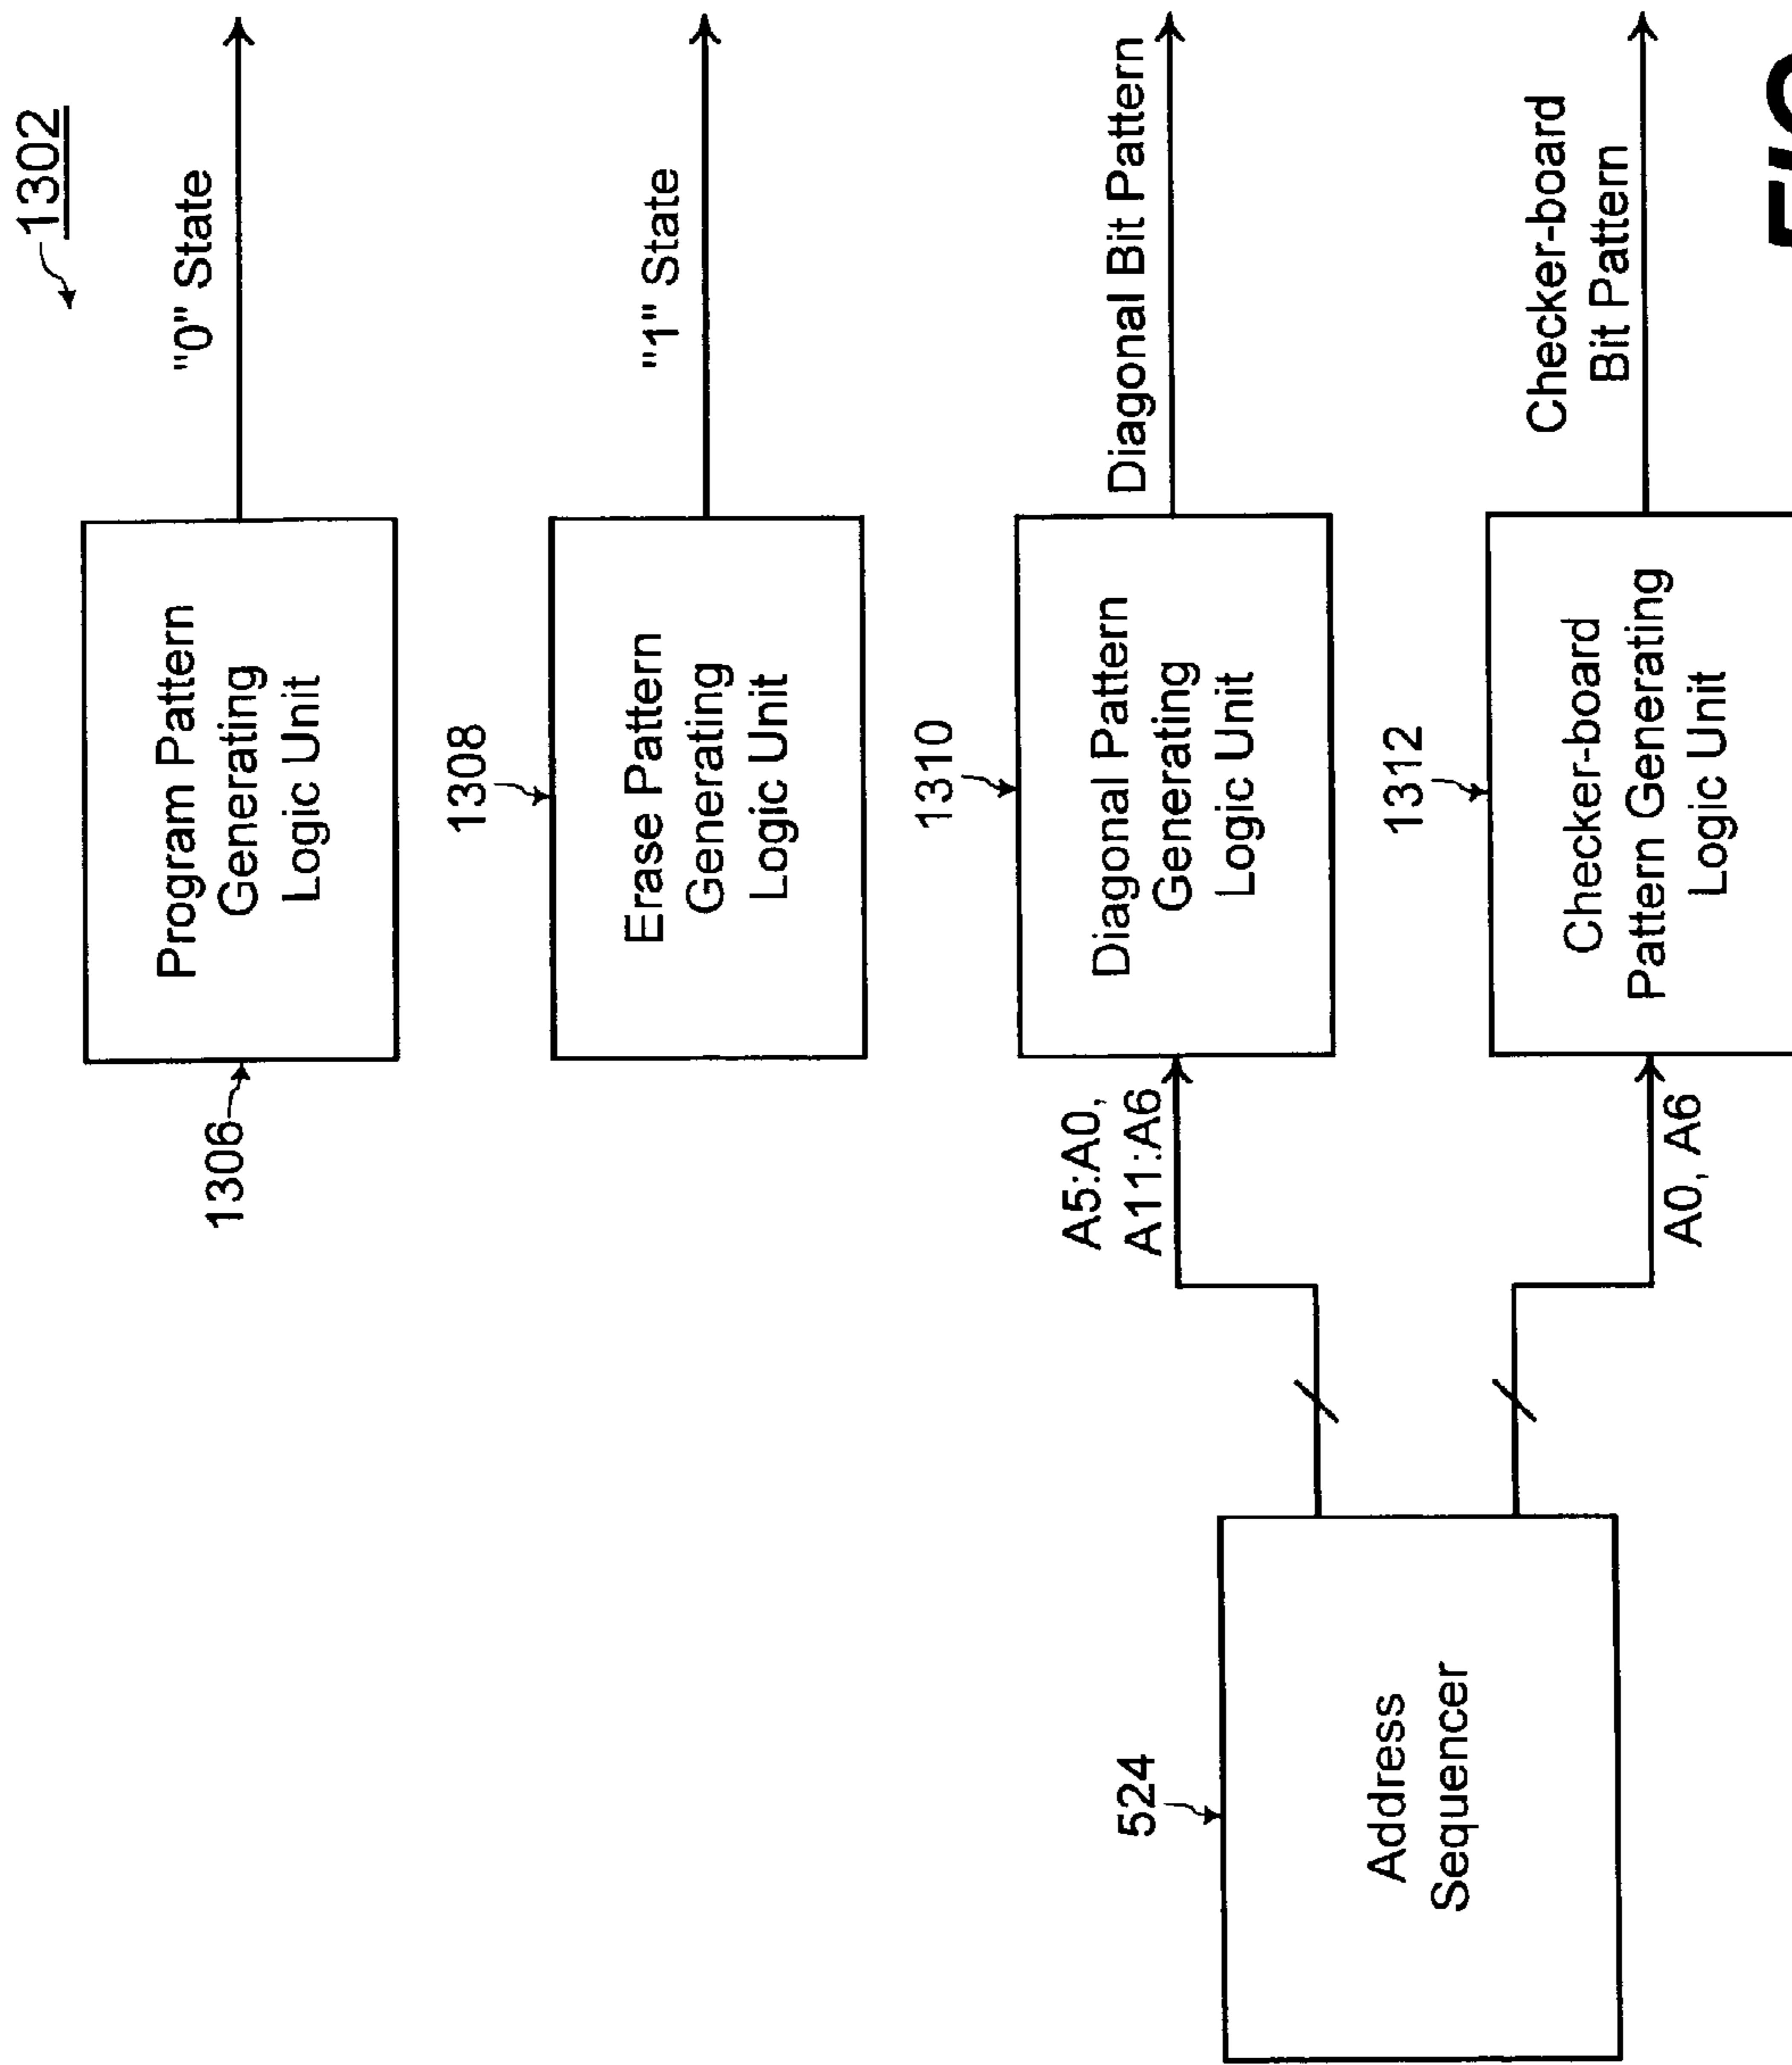 1302
1306
Program Pattern
Generating
Logic Unit
"0" State
1308
Erase Pattern
Generating
Logic Unit
"1" State
524
Address
Sequencer
A5:A0,
A11:A6
1310
Diagonal Pattern
Generating
Logic Unit
Diagonal Bit Pattern
A0, A6
1312
Checker-board
Pattern Generating
Logic Unit
Checker-board
Bit Pattern